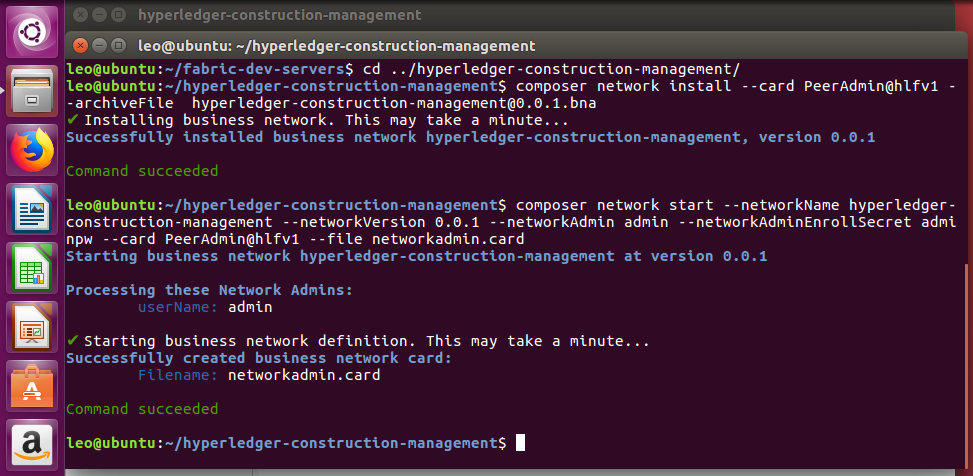 hyperledger-construction-management
leo@ubuntu: ~/hyperledger-construction-management
leo@ubuntu:~/fabric-dev-servers$ cd ../hyperledger-construction-management/
leo@ubuntu:~/hyperledger-construction-management$ composer network install --card PeerAdmin@hlfv1 -
-archiveFile  hyperledger-construction-management@0.0.1.bna
✔ Installing business network. This may take a minute...
Successfully installed business network hyperledger-construction-management, version 0.0.1
Command succeeded
leo@ubuntu:~/hyperledger-construction-management$ composer network start --networkName hyperledger-
construction-management --networkVersion 0.0.1 --networkAdmin admin --networkAdminEnrollSecret admi
npw --card PeerAdmin@hlfv1 --file networkadmin.card
Starting business network hyperledger-construction-management at version 0.0.1
Processing these Network Admins:
userName: admin
✔ Starting business network definition. This may take a minute...
Successfully created business network card:
Filename: networkadmin.card
Command succeeded
leo@ubuntu:~/hyperledger-construction-management$